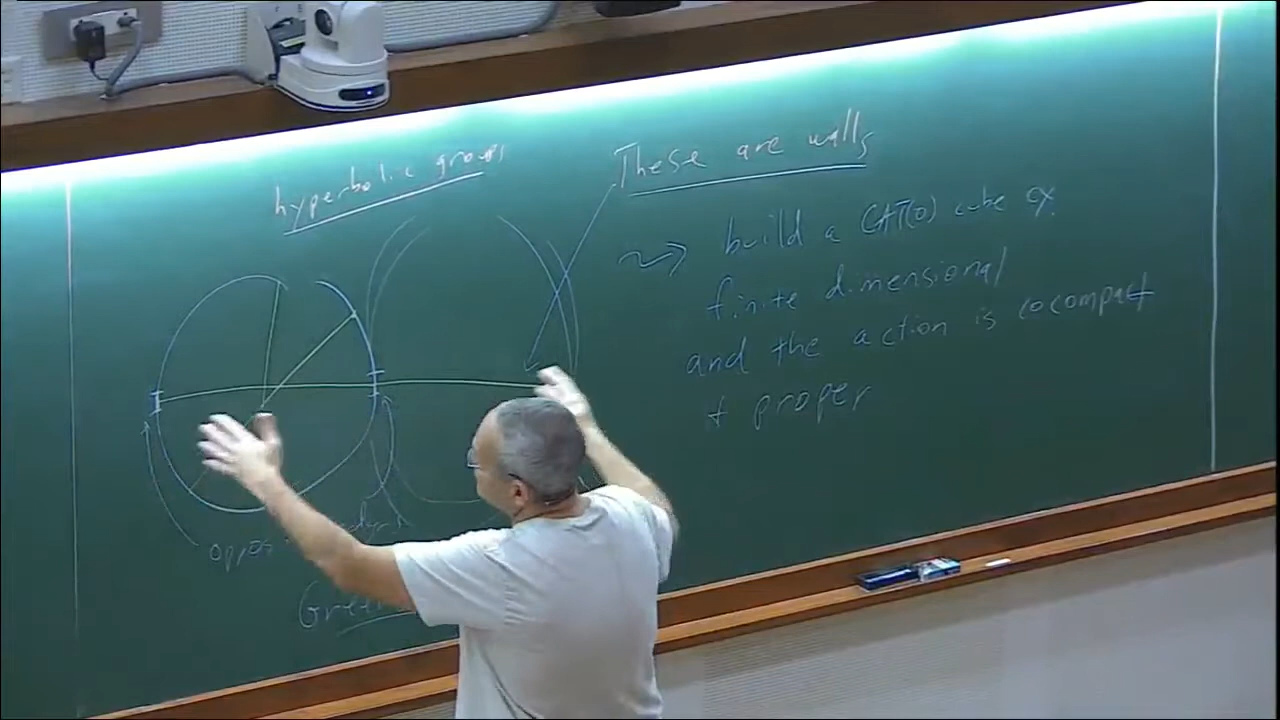 hyperbolic groups
These are walls
build a CAT(0) cube cx.
finite dimensional
and the action is cocompact
+ proper